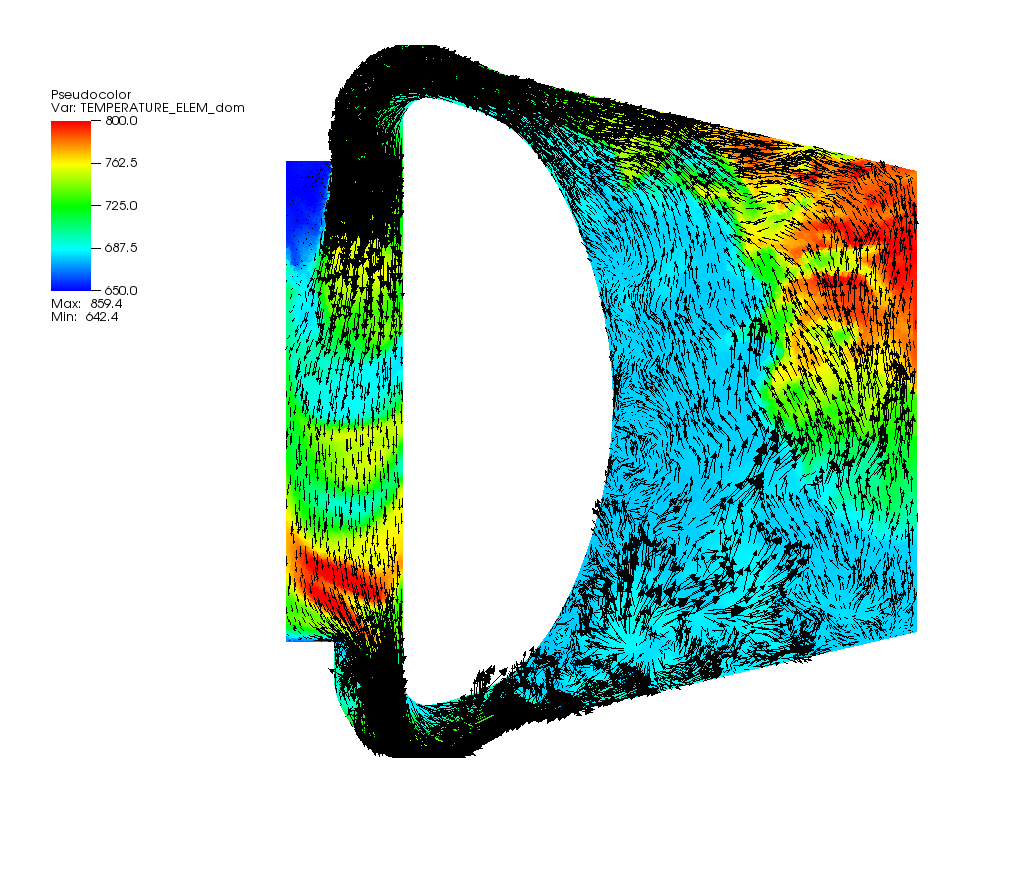 Pseudocolor
Var: TEMPERATURE_ELEM_dom
800.0
762.5
725.0
687.5
650.0
Max: 859.4
Min: 642.4